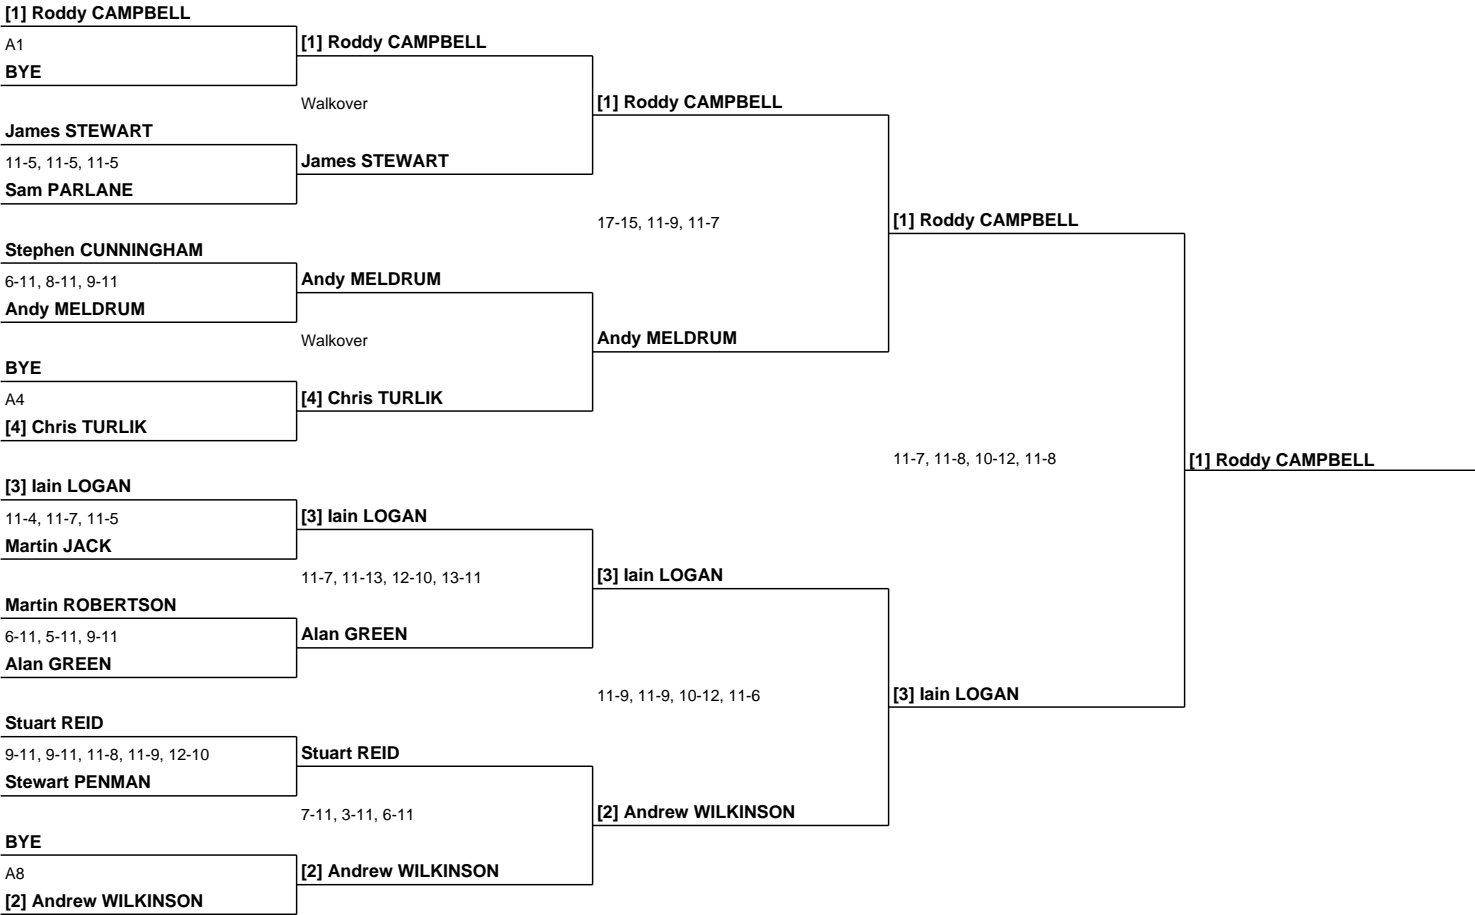 [1] Roddy CAMPBELL
A1
BYE
James STEWART
11-5, 11-5, 11-5
Sam PARLANE
Stephen CUNNINGHAM
6-11, 8-11, 9-11
Andy MELDRUM
BYE
A4
[4] Chris TURLIK
[3] Iain LOGAN
11-4, 11-7, 11-5
Martin JACK
Martin ROBERTSON
6-11, 5-11, 9-11
Alan GREEN
Stuart REID
9-11, 9-11, 11-8, 11-9, 12-10
Stewart PENMAN
BYE
A8
[2] Andrew WILKINSON
[1] Roddy CAMPBELL
Walkover
James STEWART
Andy MELDRUM
Walkover
[4] Chris TURLIK
[3] Iain LOGAN
11-7, 11-13, 12-10, 13-11
Alan GREEN
Stuart REID
7-11, 3-11, 6-11
[2] Andrew WILKINSON
[1] Roddy CAMPBELL
17-15, 11-9, 11-7
Andy MELDRUM
[3] Iain LOGAN
11-9, 11-9, 10-12, 11-6
[2] Andrew WILKINSON
[1] Roddy CAMPBELL
11-7, 11-8, 10-12, 11-8
[3] Iain LOGAN
[1] Roddy CAMPBELL